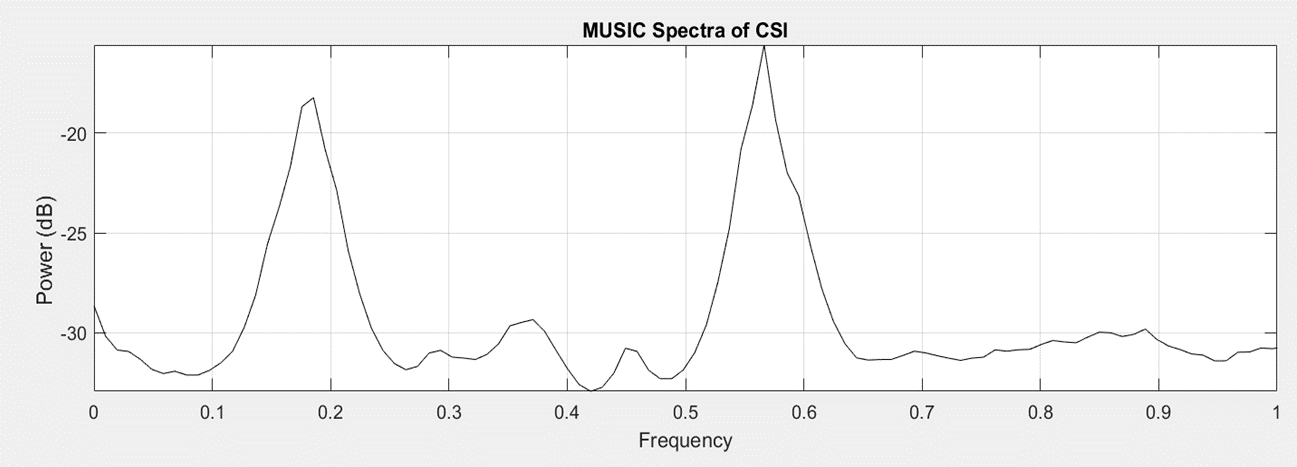 MUSIC Spectra of CSI
-20
-25
-30
Power (dB)
0 0.1 0.2 0.3 0.4 0.5 0.6 0.7 0.8 0.9 1
Frequency